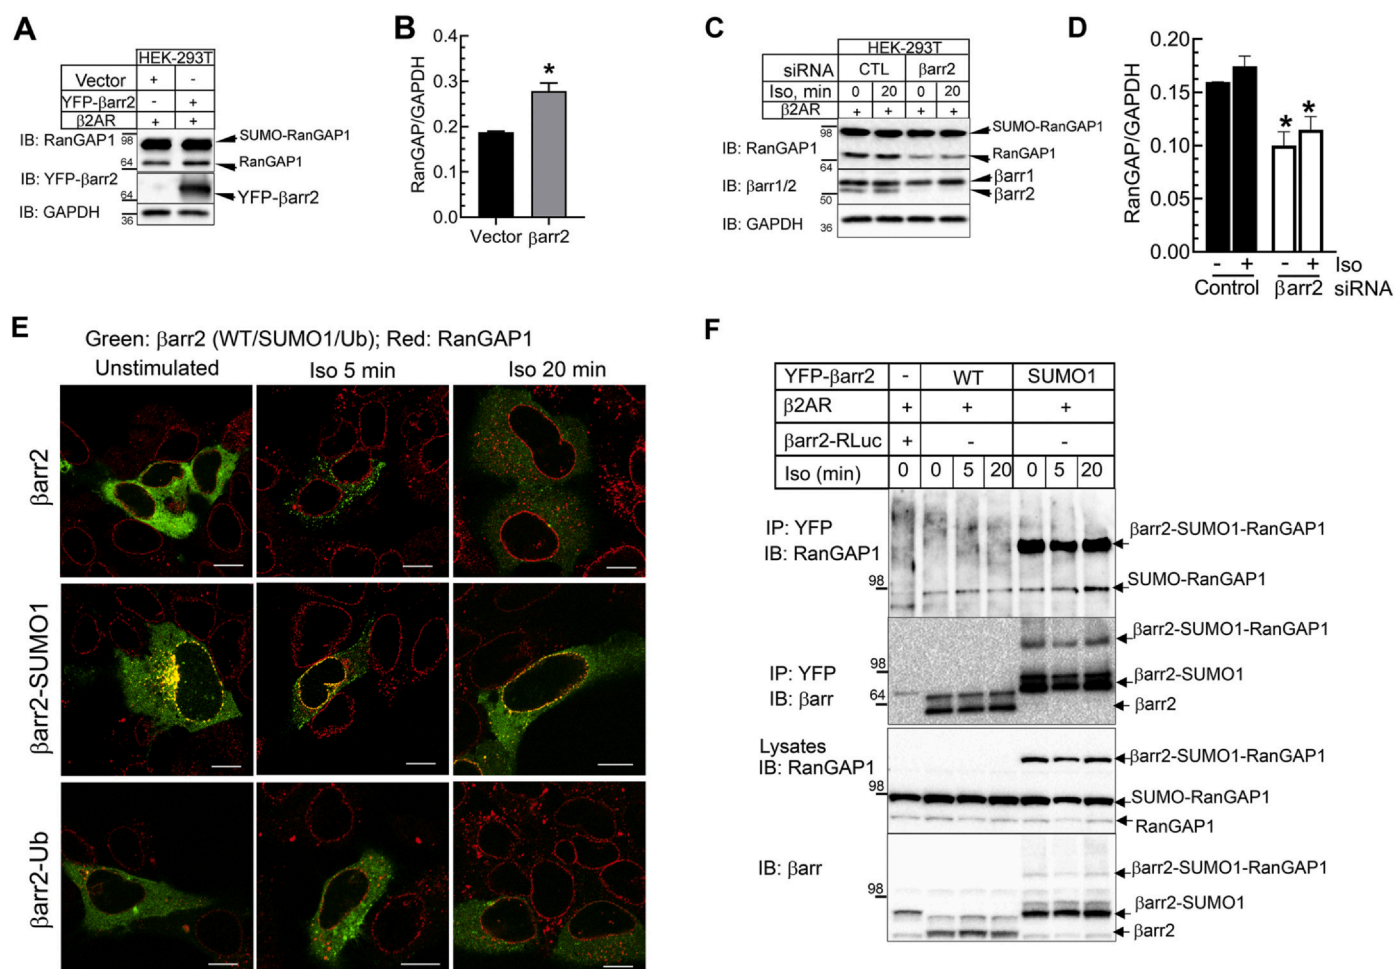 A
HEK-293T
Vector + -
YFP-βarr2 - +
β2AR + +
IB: RanGAP1
98
SUMO-RanGAP1
64
RanGAP1
IB: YFP-βarr2
64
YFP-βarr2
IB: GAPDH
36
B
RanGAP/GAPDH
0.4
0.3
0.2
0.1
0.0
*
Vector βarr2
C
HEK-293T
siRNA CTL βarr2
Iso, min 0 20 0 20
β2AR + + + +
98
SUMO-RanGAP1
IB: RanGAP1
RanGAP1
64
IB: βarr1/2
βarr1
βarr2
50
IB: GAPDH
36
D
RanGAP/GAPDH
0.20
0.15
0.10
0.05
0.00
* *
- + - + Iso
Control βarr2 siRNA
E
Green: βarr2 (WT/SUMO1/Ub); Red: RanGAP1
Unstimulated Iso 5 min Iso 20 min
βarr2
βarr2-SUMO1
βarr2-Ub
F
YFP-βarr2 - WT SUMO1
β2AR + + +
βarr2-RLuc + - -
Iso (min) 0 0 5 20 0 5 20
IP: YFP
IB: RanGAP1
βarr2-SUMO1-RanGAP1
98
SUMO-RanGAP1
βarr2-SUMO1-RanGAP1
IP: YFP
IB: βarr
98
βarr2-SUMO1
64
βarr2
Lysates
IB: RanGAP1
βarr2-SUMO1-RanGAP1
98
SUMO-RanGAP1
RanGAP1
IB: βarr
βarr2-SUMO1-RanGAP1
98
βarr2-SUMO1
βarr2